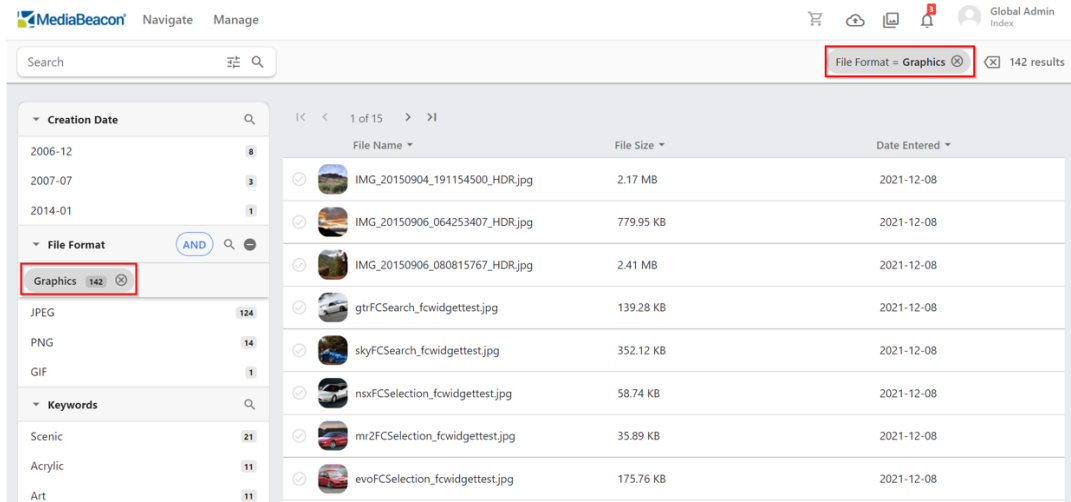 MediaBeacon Navigate Manage 3 Global Admin
Index
Search File Format = Graphics 142 results
Creation Date
2006-12 8
2007-07 3
2014-01 1
File Format AND
Graphics 142
JPEG 124
PNG 14
GIF 1
Keywords
Scenic 21
Acrylic 11
Art 11
1 of 15
File Name File Size Date Entered
IMG_20150904_191154500_HDR.jpg 2.17 MB 2021-12-08
IMG_20150906_064253407_HDR.jpg 779.95 KB 2021-12-08
IMG_20150906_080815767_HDR.jpg 2.41 MB 2021-12-08
gtrFCSearch_fcwidgettest.jpg 139.28 KB 2021-12-08
skyFCSearch_fcwidgettest.jpg 352.12 KB 2021-12-08
nsxFCSelection_fcwidgettest.jpg 58.74 KB 2021-12-08
mr2FCSelection_fcwidgettest.jpg 35.89 KB 2021-12-08
evoFCSelection_fcwidgettest.jpg 175.76 KB 2021-12-08